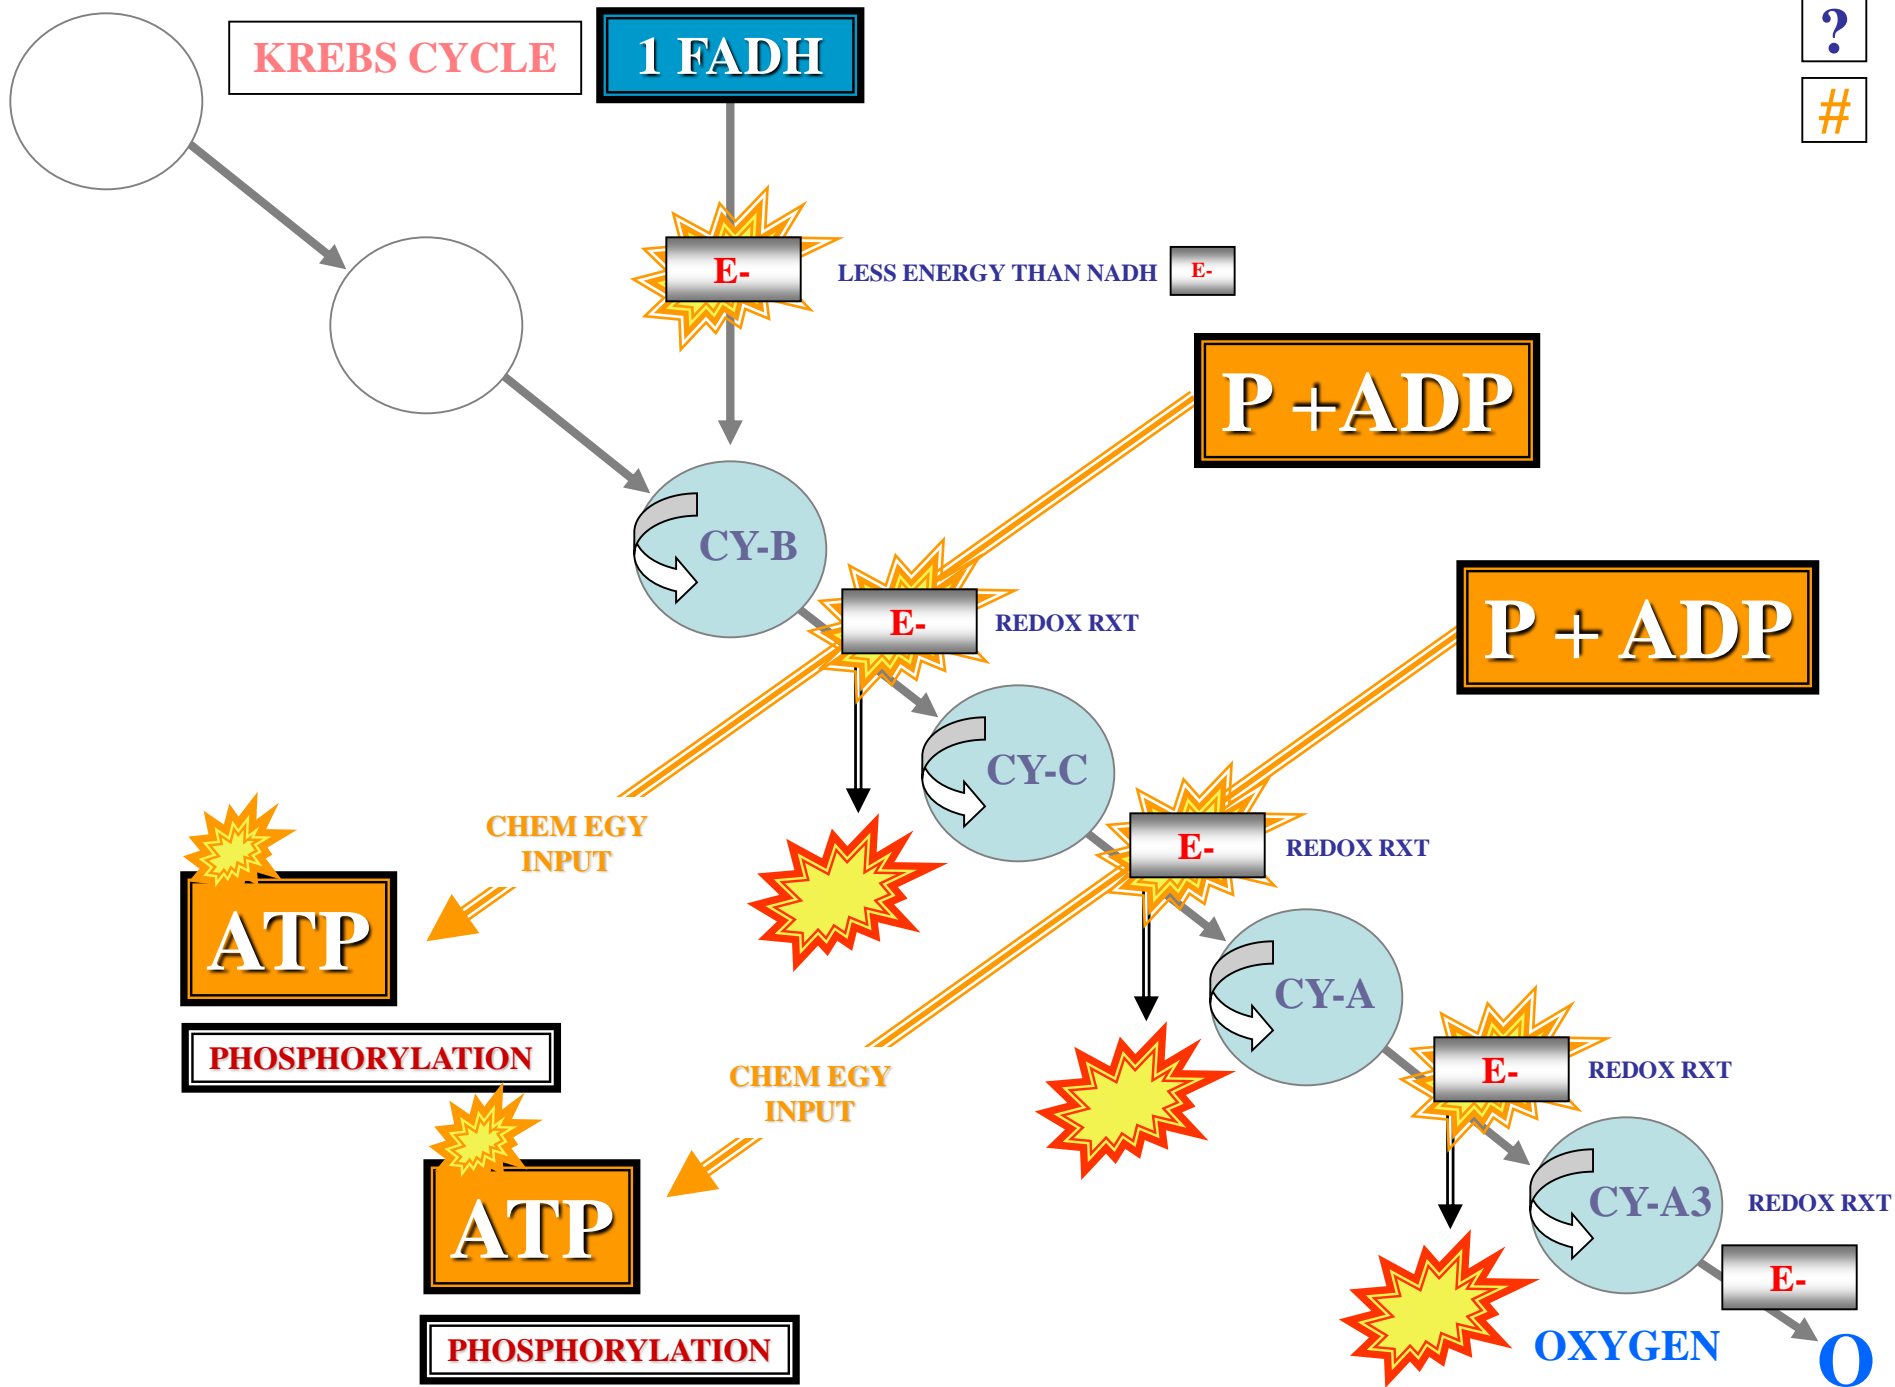 KREBS CYCLE
1 FADH
?
#
E-
LESS ENERGY THAN NADH
E-
P +ADP
CY-B
E-
REDOX RXT
P + ADP
CY-C
CHEM EGY
INPUT
E-
REDOX RXT
ATP
CY-A
PHOSPHORYLATION
E-
REDOX RXT
CHEM EGY
INPUT
ATP
CY-A3
REDOX RXT
E-
PHOSPHORYLATION
OXYGEN
O